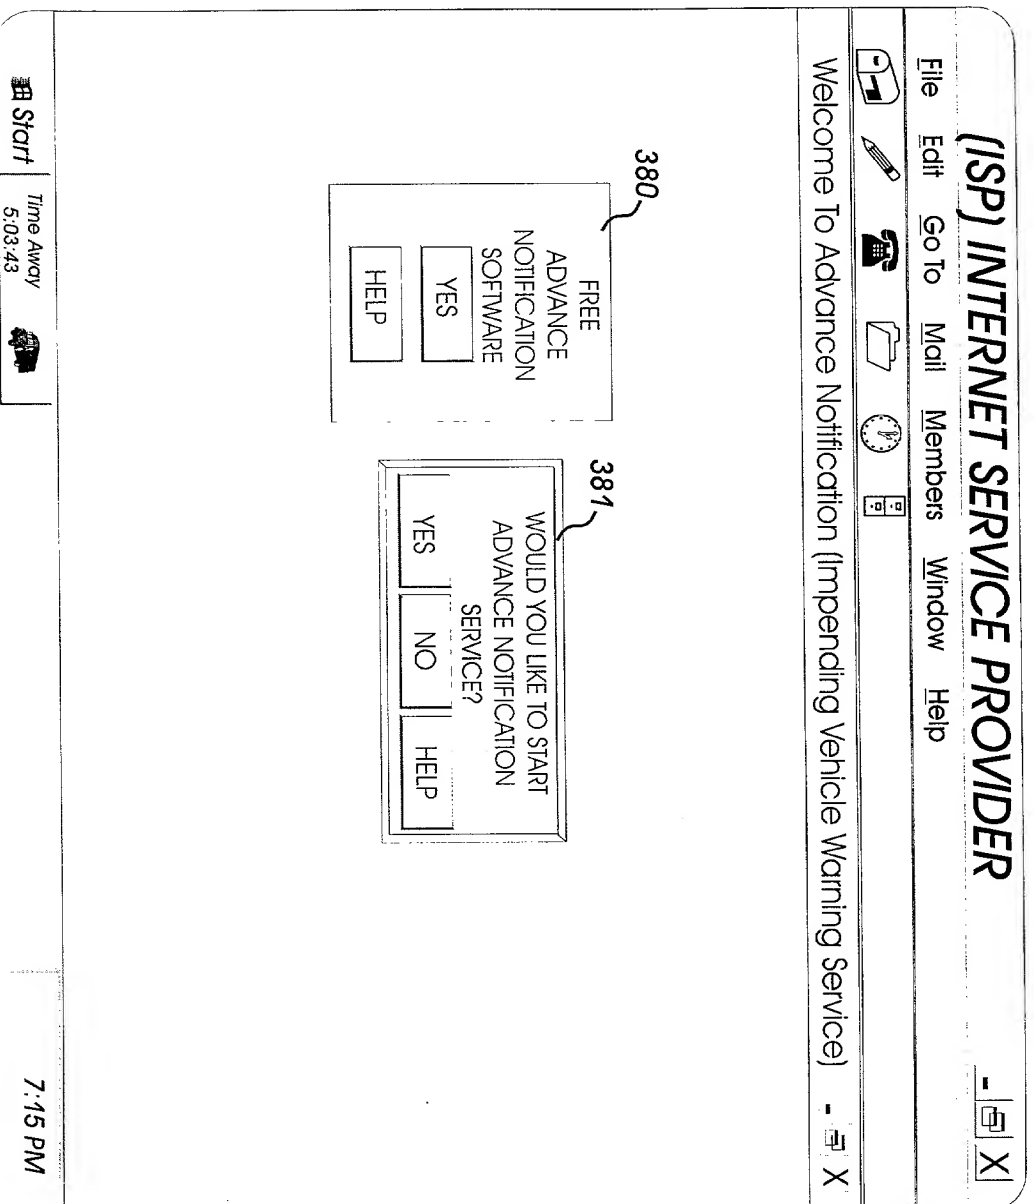 (ISP) INTERNET SERVICE PROVIDER
- X
File Edit Go To Mail Members Window Help
Welcome To Advance Notification (Impending Vehicle Warning Service) - X
380
FREE
ADVANCE
NOTIFICATION
SOFTWARE
YES
HELP
381
WOULD YOU LIKE TO START
ADVANCE NOTIFICATION
SERVICE?
YES NO HELP
Start
Time Away
5:03:43
7:15 PM